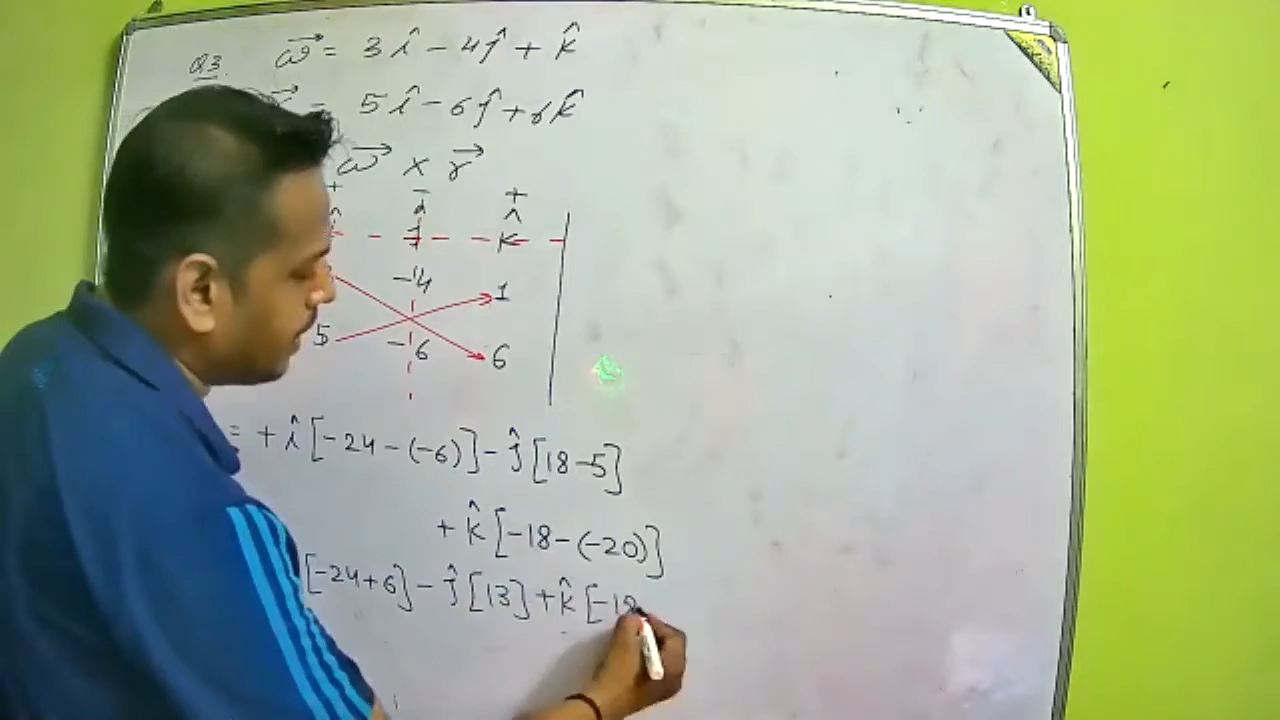 Q3. ω⃗ = 3î - 4ĵ + k̂
= 5î - 6ĵ + 6k̂
ω⃗ × r⃗
+ - +
ĵ k̂
-4 1
5 -6 6
= + î [-24 - (-6)] - ĵ [18 - 5]
+ k̂ [-18 - (-20)]
[-24 + 6] - ĵ [13] + k̂ [-18